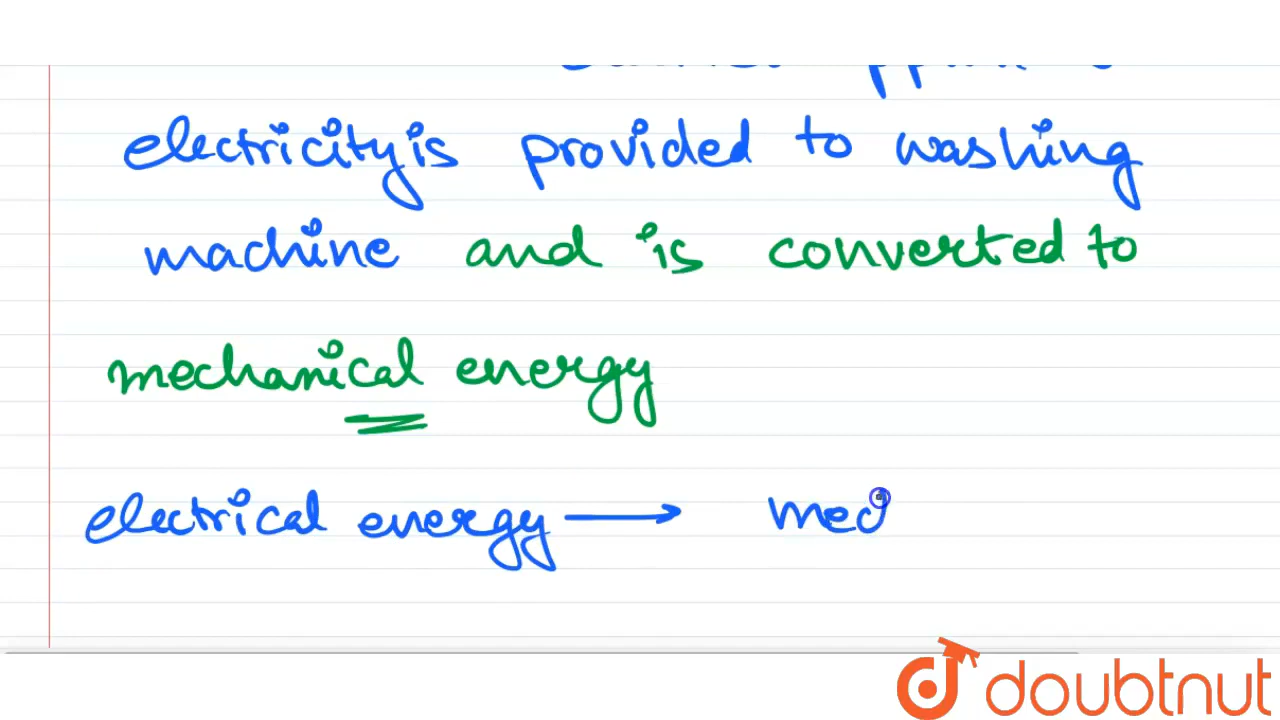 electricity is provided to washing
machine and is converted to
mechanical energy
electrical energy → mec
doubtnut